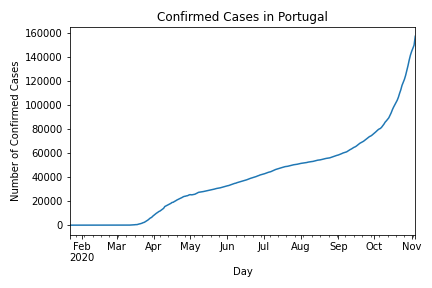 Confirmed Cases in Portugal
160000
140000
120000
100000
80000
60000
40000
20000
0
Number of Confirmed Cases
Feb Mar Apr May Jun Jul Aug Sep Oct Nov
2020
Day